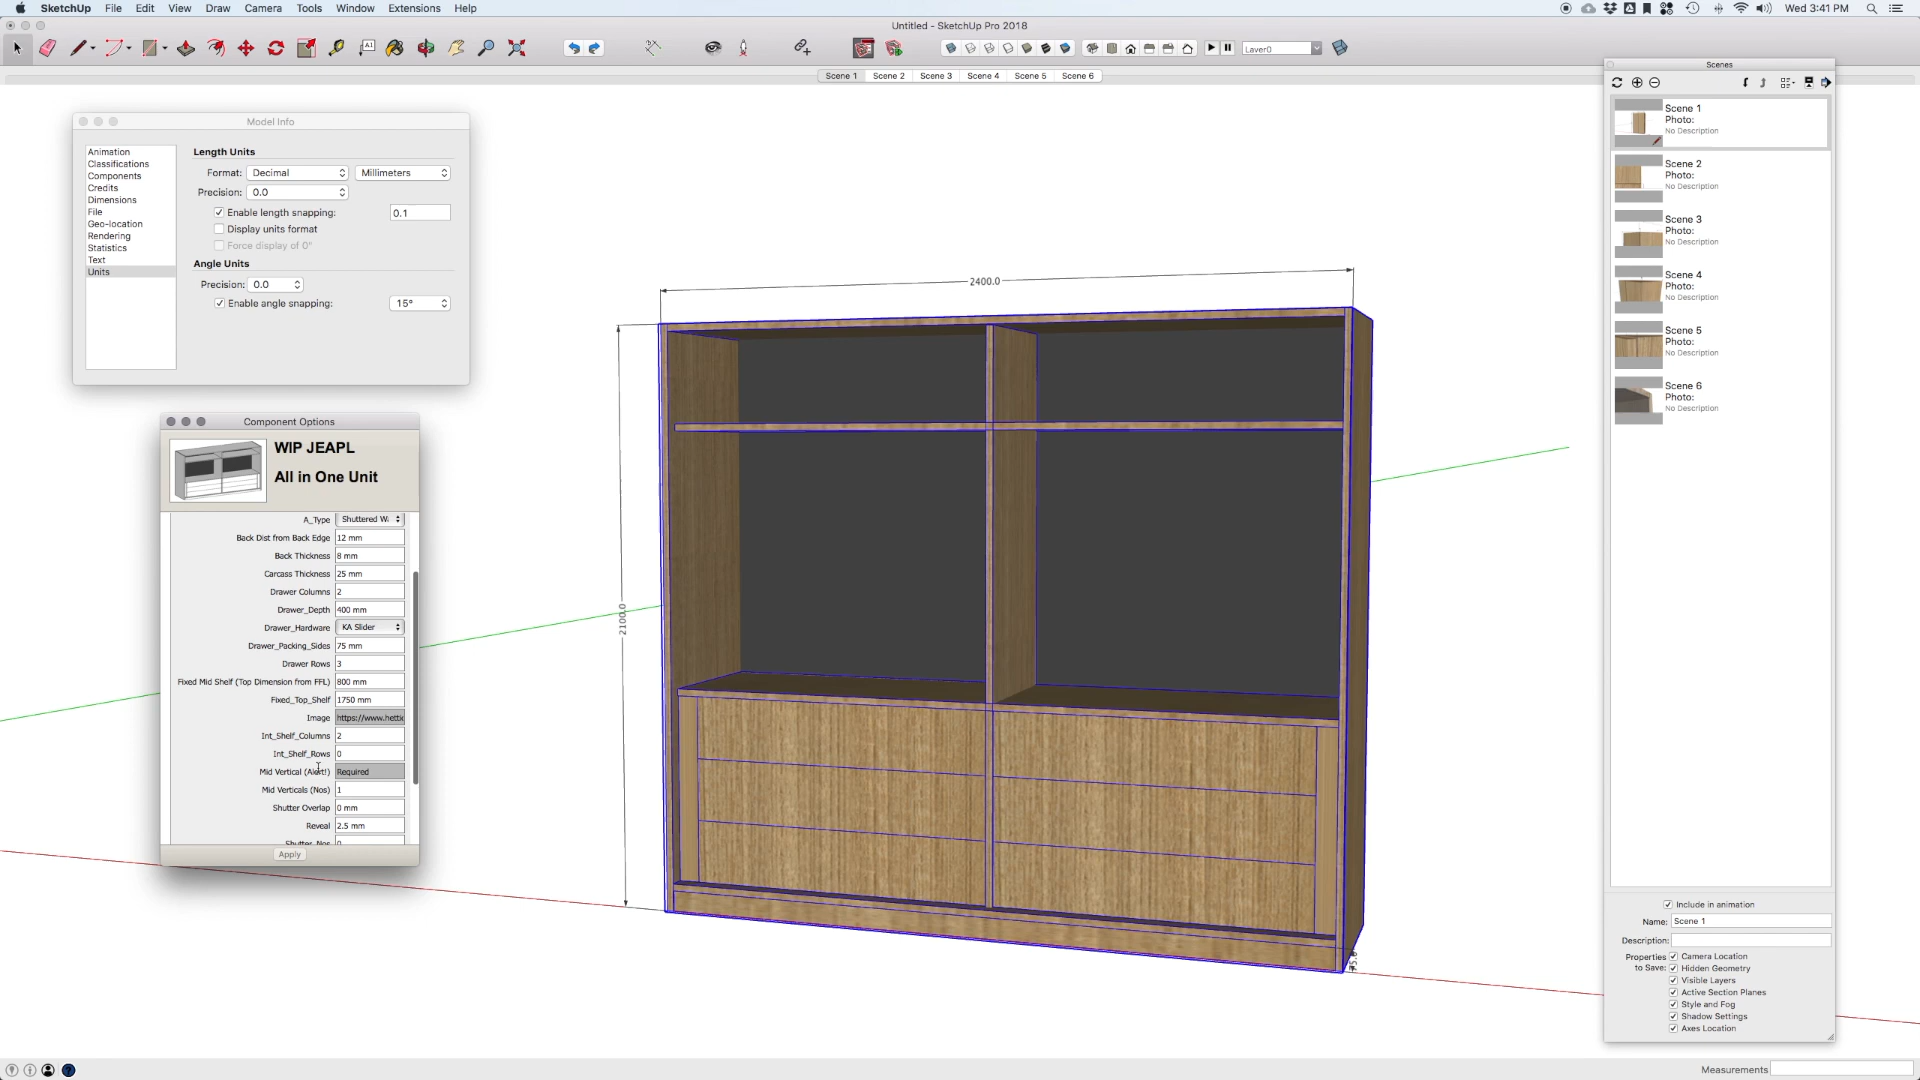 SketchUp File Edit View Draw Camera Tools Window Extensions Help
Wed 3:41 PM
Untitled - SketchUp Pro 2018
Layer0
Scene 1 Scene 2 Scene 3 Scene 4 Scene 5 Scene 6
Model Info
Animation
Classifications
Components
Credits
Dimensions
File
Geo-location
Rendering
Statistics
Text
Units
Length Units
Format: Decimal Millimeters
Precision: 0.0
Enable length snapping: 0.1
Display units format
Force display of 0"
Angle Units
Precision: 0.0
Enable angle snapping: 15°
Component Options
WIP JEAPL
All in One Unit
A_Type Shuttered W
Back Dist from Back Edge 12 mm
Back Thickness 8 mm
Carcass Thickness 25 mm
Drawer Columns 2
Drawer_Depth 400 mm
Drawer_Hardware KA Slider
Drawer_Packing_Sides 75 mm
Drawer Rows 3
Fixed Mid Shelf (Top Dimension from FFL) 800 mm
Fixed_Top_Shelf 1750 mm
Image https://www.hettic
Int_Shelf_Columns 2
Int_Shelf_Rows 0
Mid Vertical (Alert!) Required
Mid Verticals (Nos) 1
Shutter Overlap 0 mm
Reveal 2.5 mm
Shutter_Nos 0
Apply
2400.0
2100.0
Scenes
Scene 1
Photo:
No Description
Scene 2
Photo:
No Description
Scene 3
Photo:
No Description
Scene 4
Photo:
No Description
Scene 5
Photo:
No Description
Scene 6
Photo:
No Description
Include in animation
Name: Scene 1
Description:
Properties to Save:
Camera Location
Hidden Geometry
Visible Layers
Active Section Planes
Style and Fog
Shadow Settings
Axes Location
Measurements